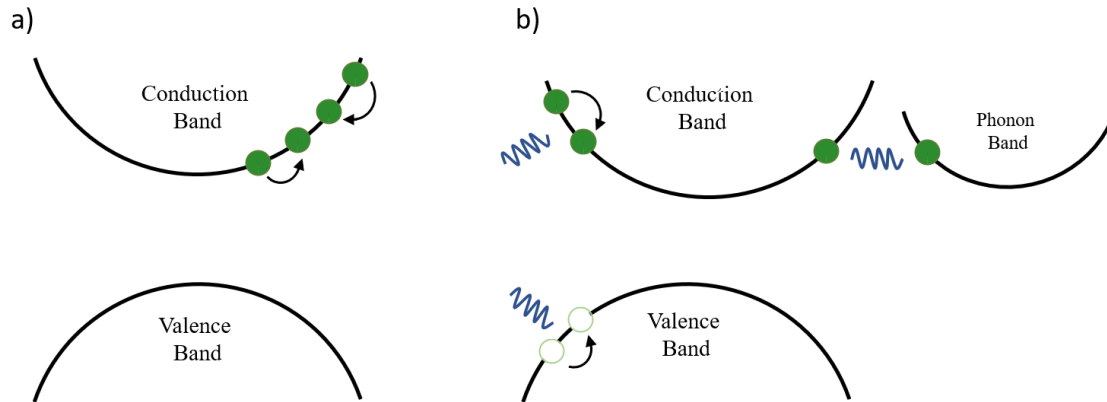 a)
Conduction
Band
Valence
Band
b)
Conduction
Band
Phonon
Band
Valence
Band